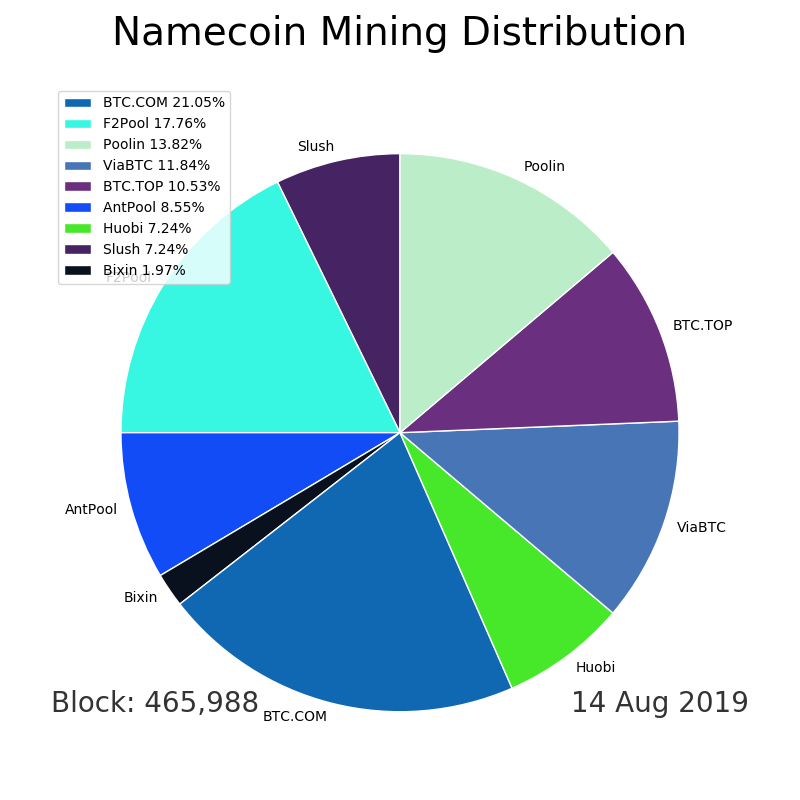 Namecoin Mining Distribution
BTC.COM 21.05%
F2Pool 17.76%
Poolin 13.82%
ViaBTC 11.84%
BTC.TOP 10.53%
AntPool 8.55%
Huobi 7.24%
Slush 7.24%
Bixin 1.97%
Slush
Poolin
F2Pool
BTC.TOP
AntPool
ViaBTC
Bixin
Huobi
BTC.COM
Block: 465,988
14 Aug 2019